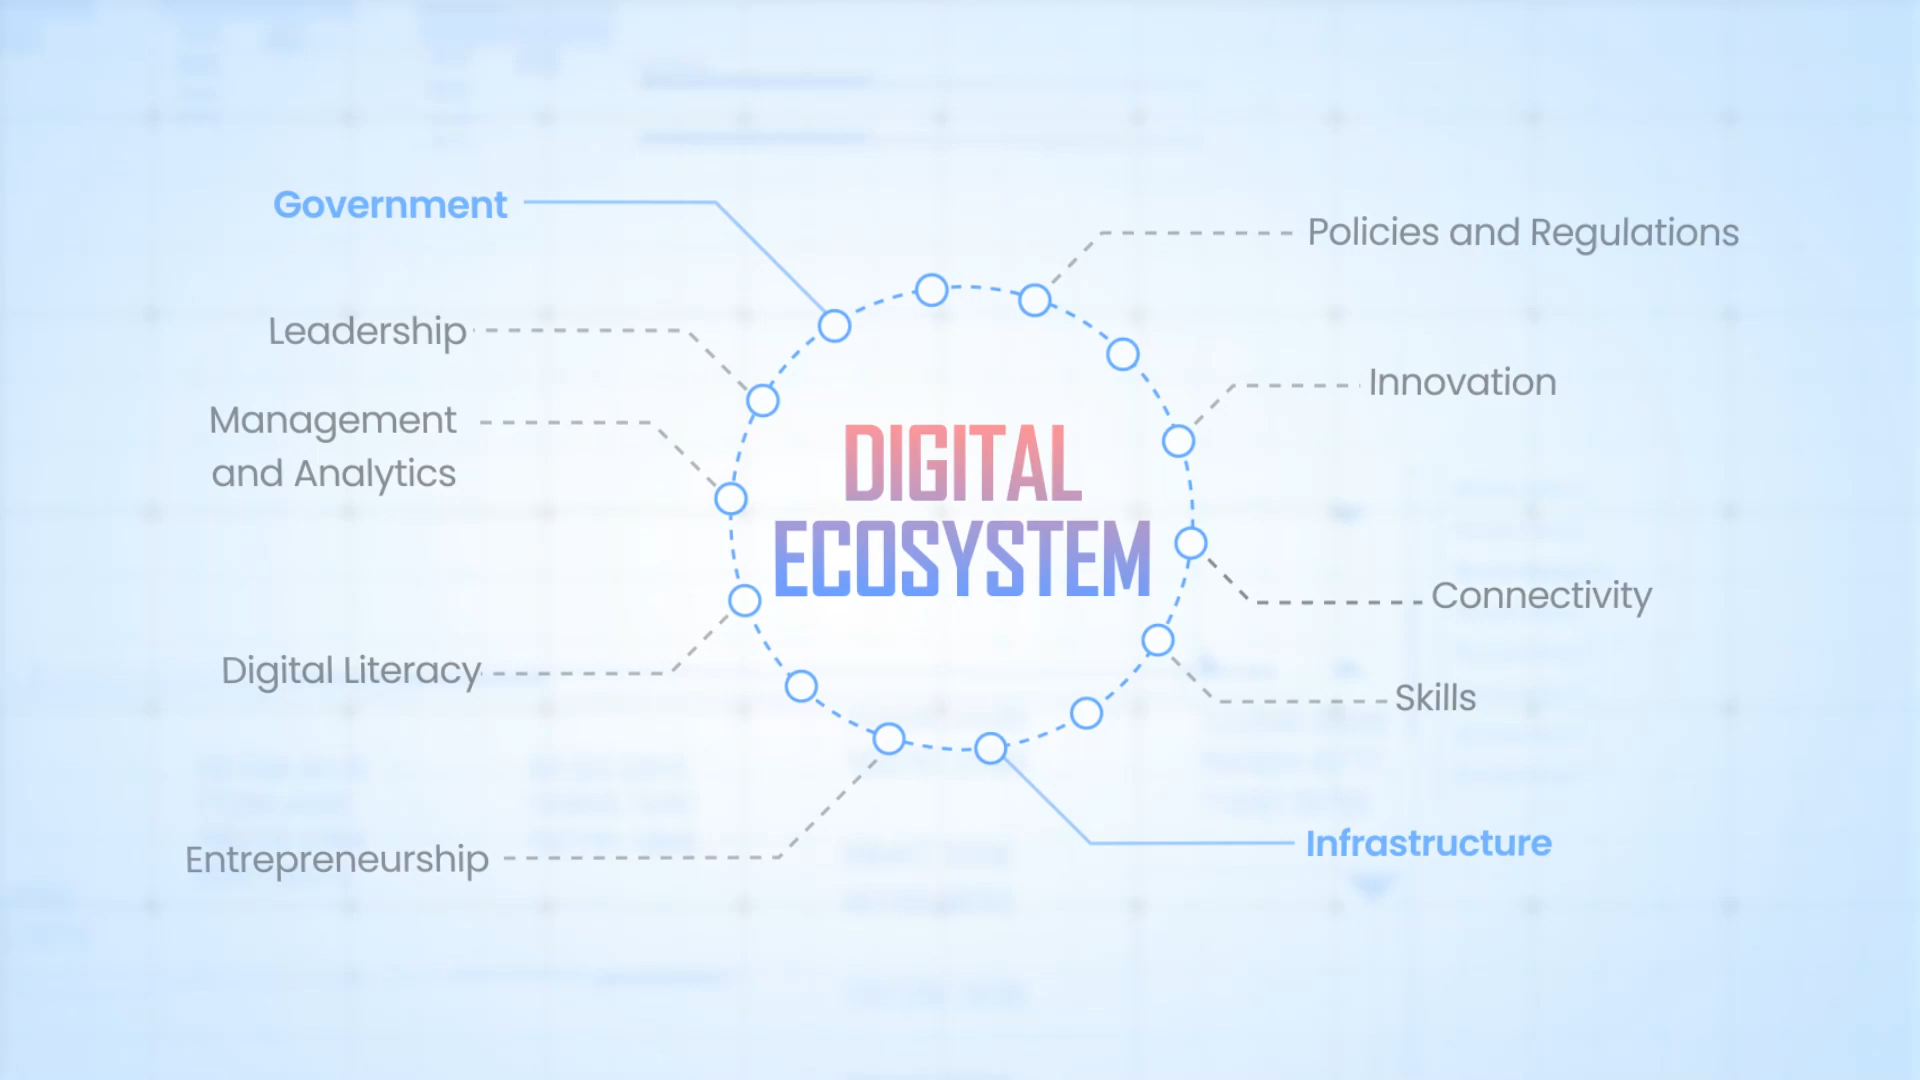 Government
Policies and Regulations
Leadership
Innovation
Management
and Analytics
DIGITAL
ECOSYSTEM
Connectivity
Digital Literacy
Skills
Entrepreneurship
Infrastructure